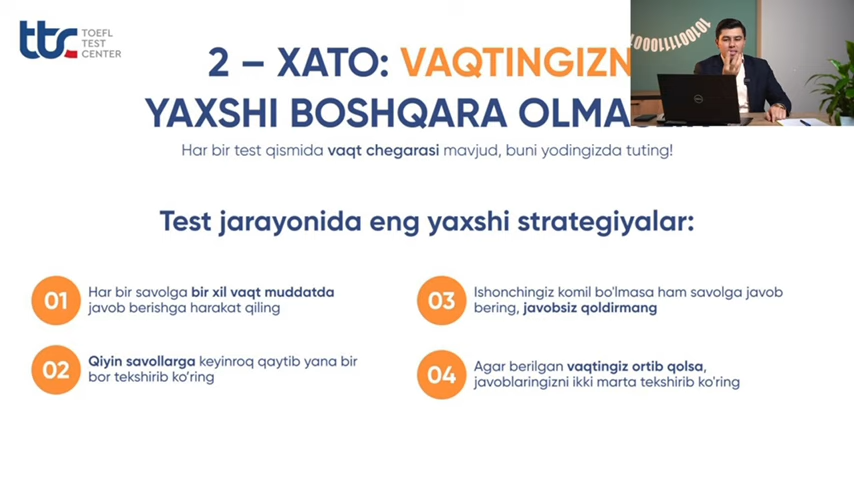 ttc TOEFL
TEST
CENTER
2 – XATO: VAQTINGIZN
YAXSHI BOSHQARA OLMA
Har bir test qismida vaqt chegarasi mavjud, buni yodingizda tuting!
Test jarayonida eng yaxshi strategiyalar:
01 Har bir savolga bir xil vaqt muddatda
javob berishga harakat qiling
02 Qiyin savollarga keyinroq qaytib yana bir
bor tekshirib ko'ring
03 Ishonchingiz komil bo'lmasa ham savolga javob
bering, javobsiz qoldirmang
04 Agar berilgan vaqtingiz ortib qolsa,
javoblaringizni ikki marta tekshirib ko'ring